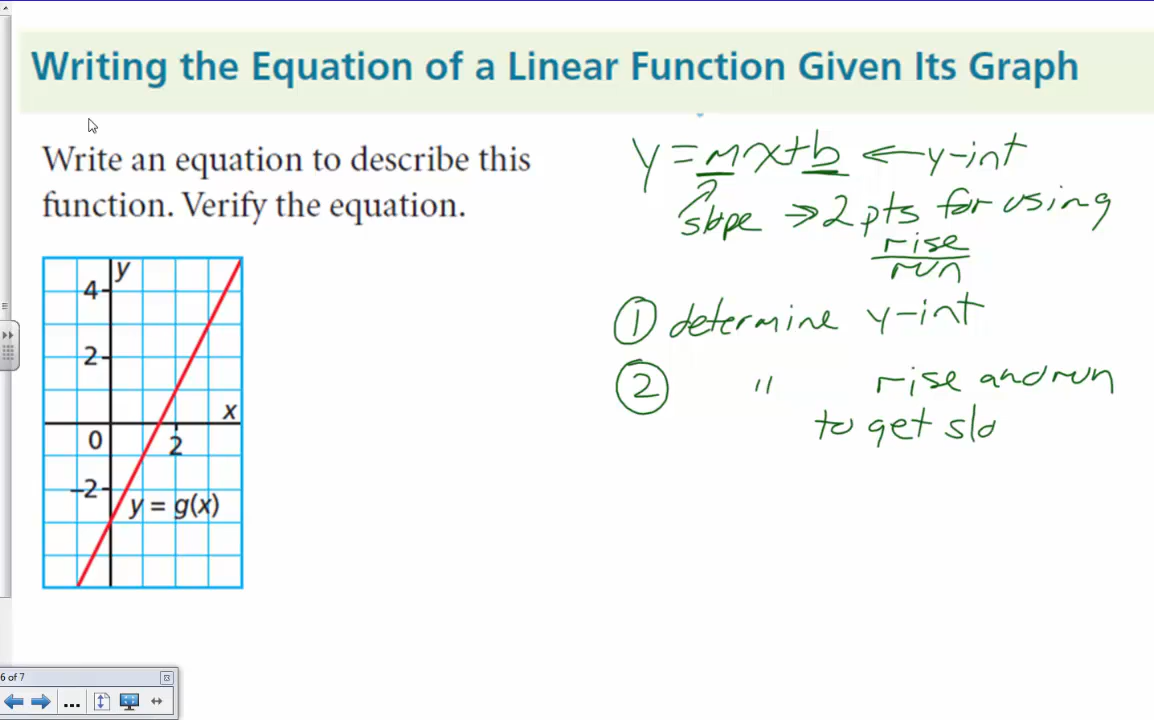 Writing the Equation of a Linear Function Given Its Graph
Write an equation to describe this
function. Verify the equation.
y
4
2
x
0
2
-2
y = g(x)
y = mx+b ← y-int
slope → 2 pts for using
rise
run
① determine y-int
② " rise and run
to get slo
6 of 7
...